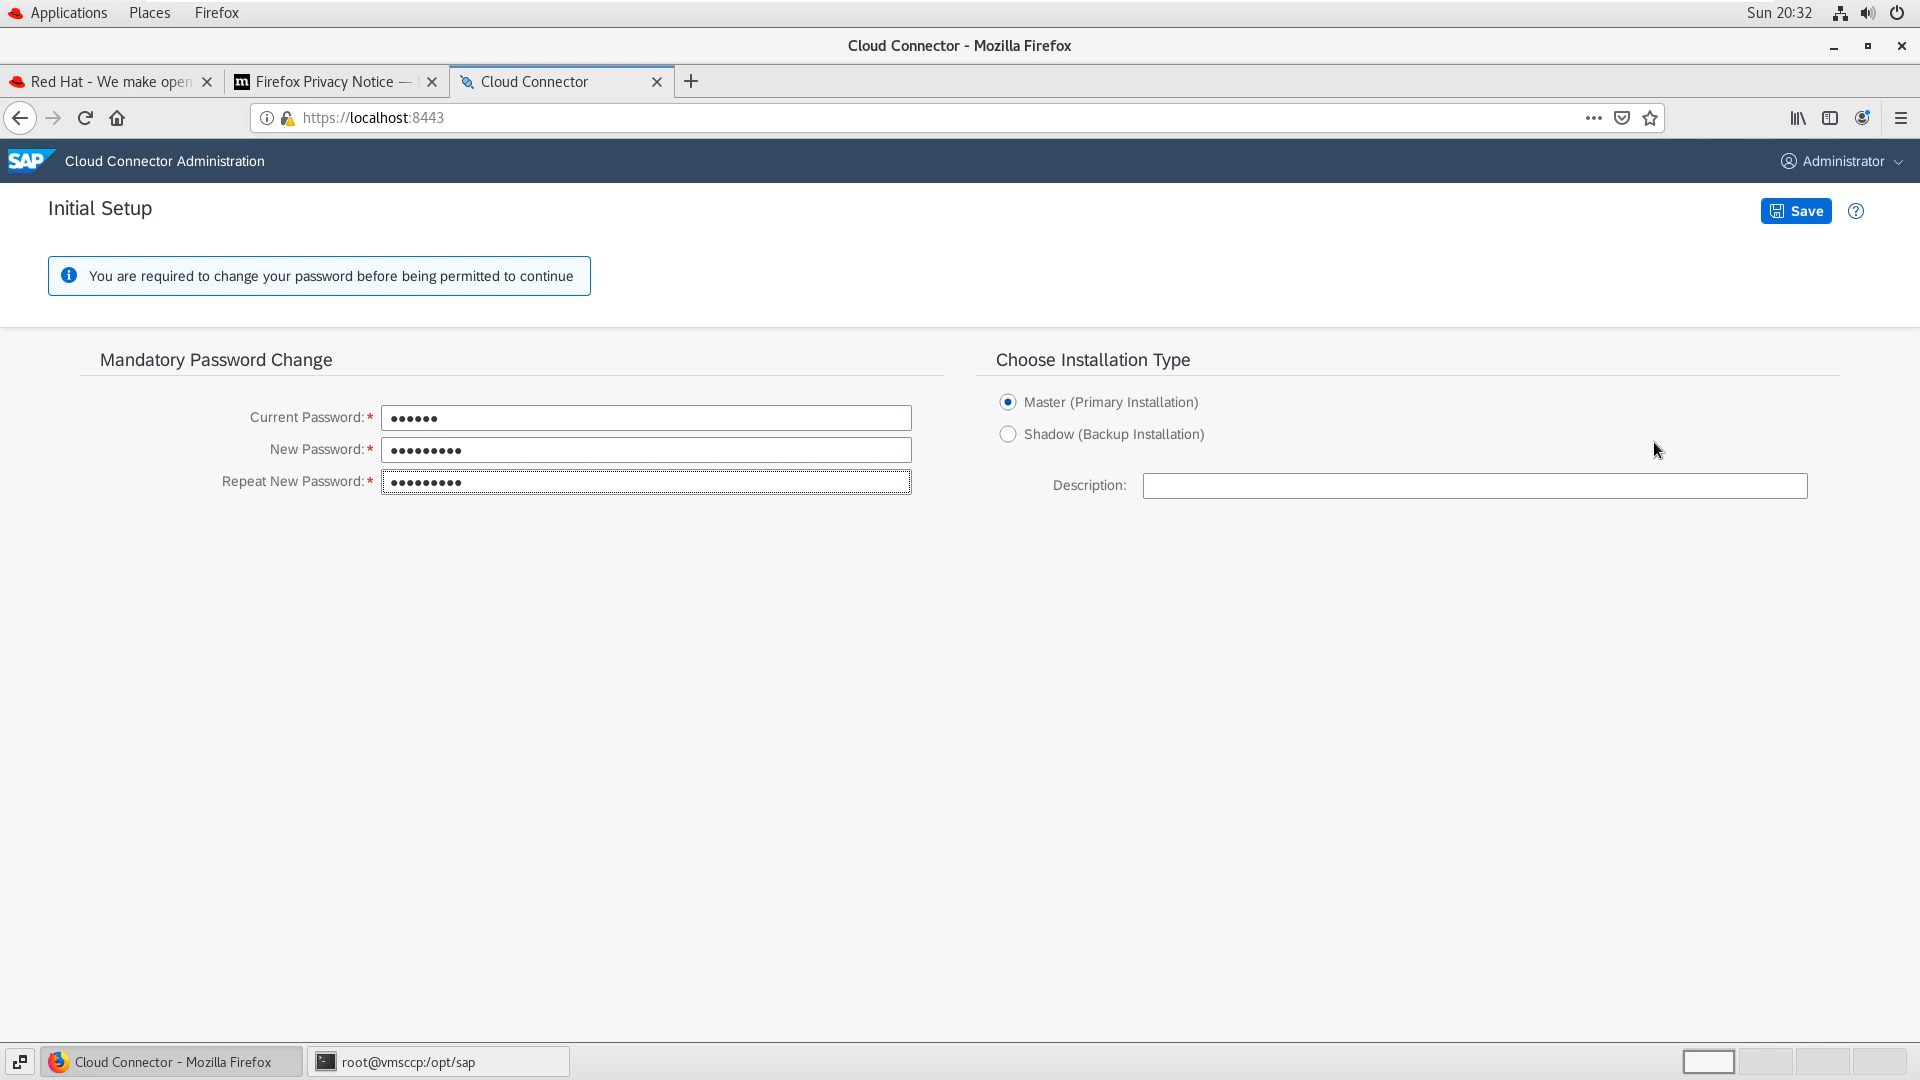 Applications Places Firefox Sun 20:32
Cloud Connector - Mozilla Firefox
Red Hat - We make open Firefox Privacy Notice — Cloud Connector
https://localhost:8443
SAP Cloud Connector Administration Administrator
Initial Setup Save
You are required to change your password before being permitted to continue
Mandatory Password Change
Current Password:*
New Password:*
Repeat New Password:*
Choose Installation Type
Master (Primary Installation)
Shadow (Backup Installation)
Description:
Cloud Connector - Mozilla Firefox root@vmsccp:/opt/sap